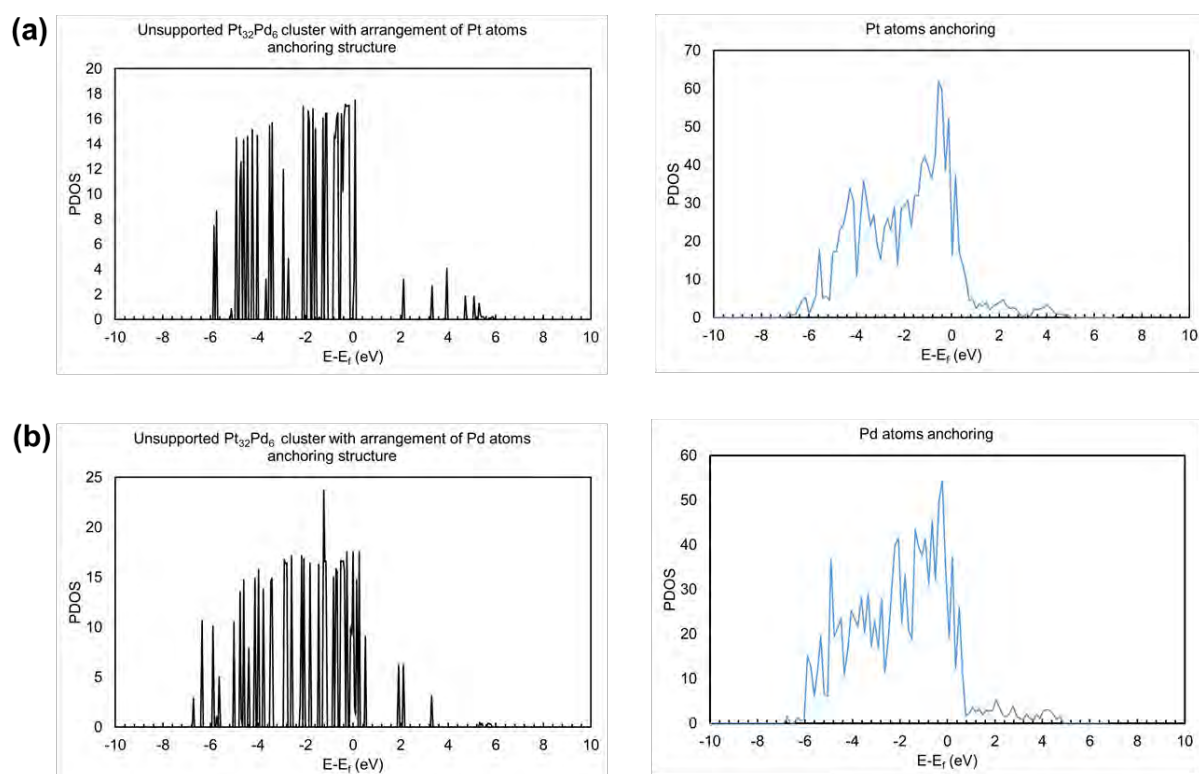 (a)
Unsupported Pt32Pd6 cluster with arrangement of Pt atoms
anchoring structure
20
18
16
14
12
10
8
6
4
2
0
PDOS
-10 -8 -6 -4 -2 0 2 4 6 8 10
E-Ef (eV)
Pt atoms anchoring
70
60
50
40
30
20
10
0
PDOS
-10 -8 -6 -4 -2 0 2 4 6 8 10
E-Ef (eV)
(b)
Unsupported Pt32Pd6 cluster with arrangement of Pd atoms
anchoring structure
25
20
15
10
5
0
PDOS
-10 -8 -6 -4 -2 0 2 4 6 8 10
E-Ef (eV)
Pd atoms anchoring
60
50
40
30
20
10
0
PDOS
-10 -8 -6 -4 -2 0 2 4 6 8 10
E-Ef (eV)